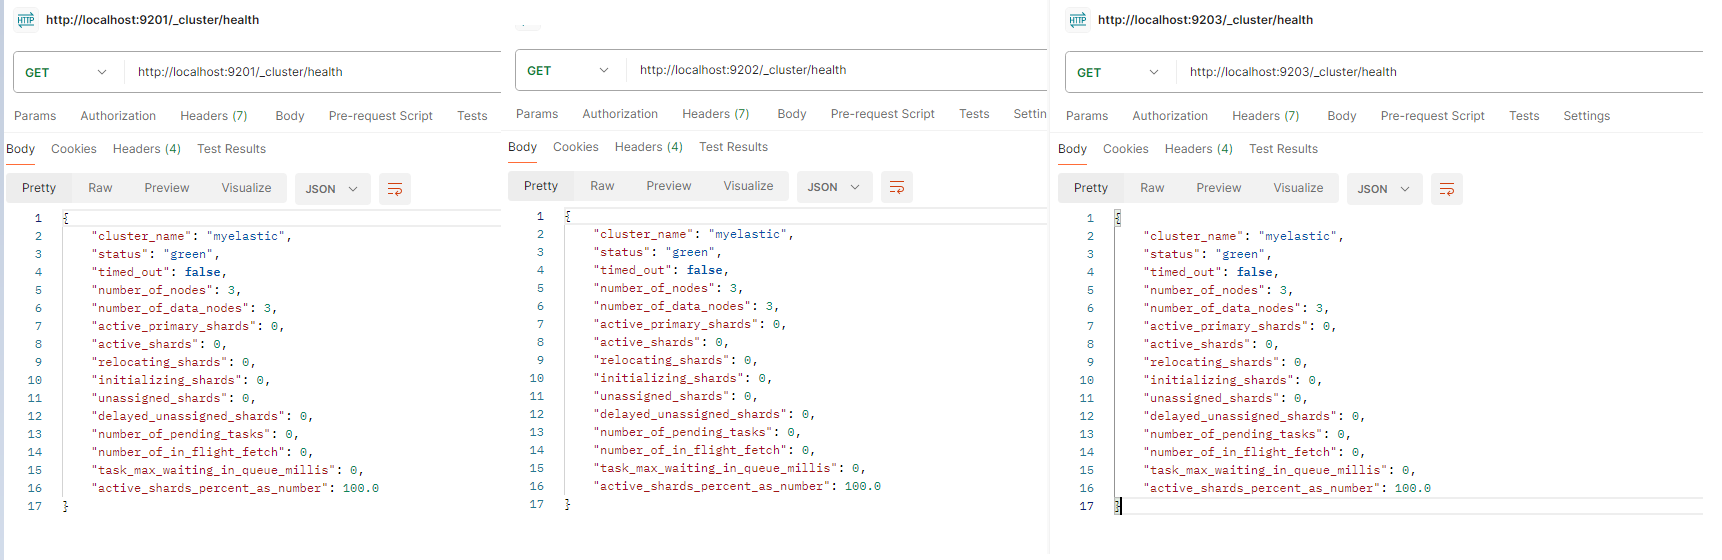 HTTP http://localhost:9201/_cluster/health
GET http://localhost:9201/_cluster/health
Params Authorization Headers (7) Body Pre-request Script Tests
Body Cookies Headers (4) Test Results
Pretty Raw Preview Visualize JSON
1 {
2 "cluster_name": "myelastic",
3 "status": "green",
4 "timed_out": false,
5 "number_of_nodes": 3,
6 "number_of_data_nodes": 3,
7 "active_primary_shards": 0,
8 "active_shards": 0,
9 "relocating_shards": 0,
10 "initializing_shards": 0,
11 "unassigned_shards": 0,
12 "delayed_unassigned_shards": 0,
13 "number_of_pending_tasks": 0,
14 "number_of_in_flight_fetch": 0,
15 "task_max_waiting_in_queue_millis": 0,
16 "active_shards_percent_as_number": 100.0
17 }
GET http://localhost:9202/_cluster/health
Params Authorization Headers (7) Body Pre-request Script Tests Settin
Body Cookies Headers (4) Test Results
Pretty Raw Preview Visualize JSON
1 {
2 "cluster_name": "myelastic",
3 "status": "green",
4 "timed_out": false,
5 "number_of_nodes": 3,
6 "number_of_data_nodes": 3,
7 "active_primary_shards": 0,
8 "active_shards": 0,
9 "relocating_shards": 0,
10 "initializing_shards": 0,
11 "unassigned_shards": 0,
12 "delayed_unassigned_shards": 0,
13 "number_of_pending_tasks": 0,
14 "number_of_in_flight_fetch": 0,
15 "task_max_waiting_in_queue_millis": 0,
16 "active_shards_percent_as_number": 100.0
17 }
HTTP http://localhost:9203/_cluster/health
GET http://localhost:9203/_cluster/health
Params Authorization Headers (7) Body Pre-request Script Tests Settings
Body Cookies Headers (4) Test Results
Pretty Raw Preview Visualize JSON
1 {
2 "cluster_name": "myelastic",
3 "status": "green",
4 "timed_out": false,
5 "number_of_nodes": 3,
6 "number_of_data_nodes": 3,
7 "active_primary_shards": 0,
8 "active_shards": 0,
9 "relocating_shards": 0,
10 "initializing_shards": 0,
11 "unassigned_shards": 0,
12 "delayed_unassigned_shards": 0,
13 "number_of_pending_tasks": 0,
14 "number_of_in_flight_fetch": 0,
15 "task_max_waiting_in_queue_millis": 0,
16 "active_shards_percent_as_number": 100.0
17 }